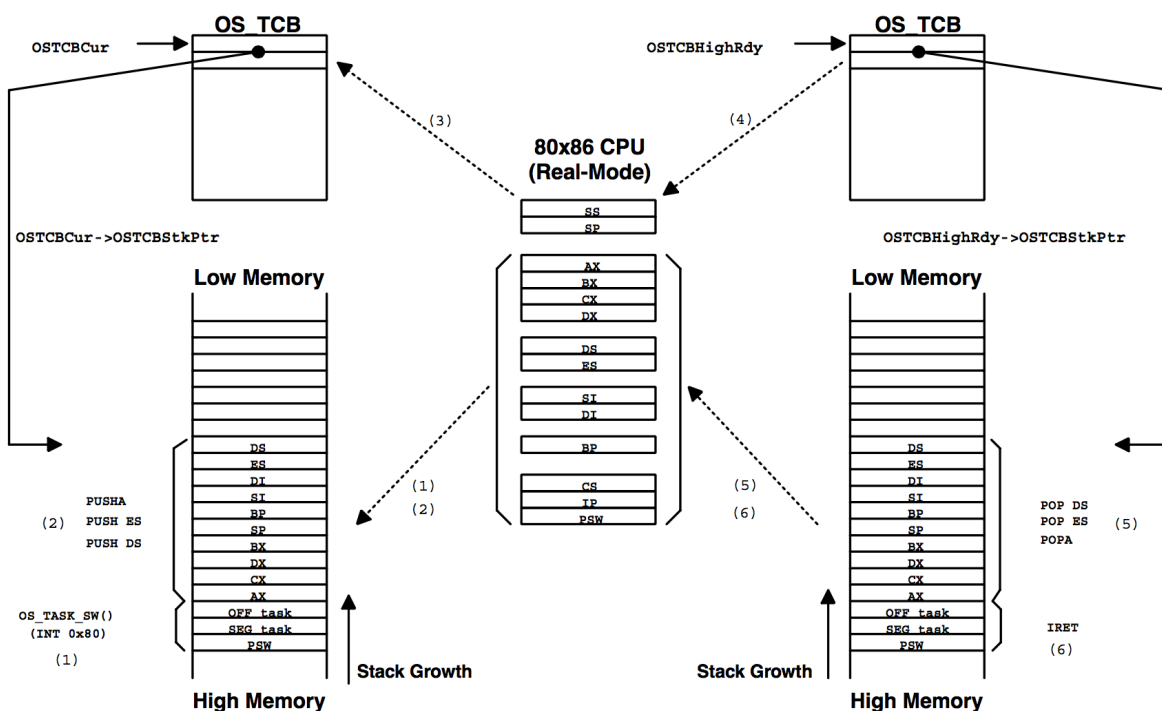 OS_TCB
OS_TCB
OSTCBCur
OSTCBHighRdy
(3)
(4)
80x86 CPU
(Real-Mode)
SS
SP
OSTCBCur->OSTCBStkPtr
OSTCBHighRdy->OSTCBStkPtr
Low Memory
AX
BX
CX
DX
DS
ES
SI
DI
BP
CS
IP
PSW
Low Memory
DS
ES
DI
SI
BP
SP
BX
DX
CX
AX
OFF task
SEG task
PSW
PUSHA
(2)
PUSH ES
PUSH DS
OS_TASK_SW()
(INT 0x80)
(1)
(1)
(2)
(5)
(6)
DS
ES
DI
SI
BP
SP
BX
DX
CX
AX
OFF task
SEG task
PSW
POP DS
POP ES
(5)
POPA
IRET
(6)
Stack Growth
Stack Growth
High Memory
High Memory